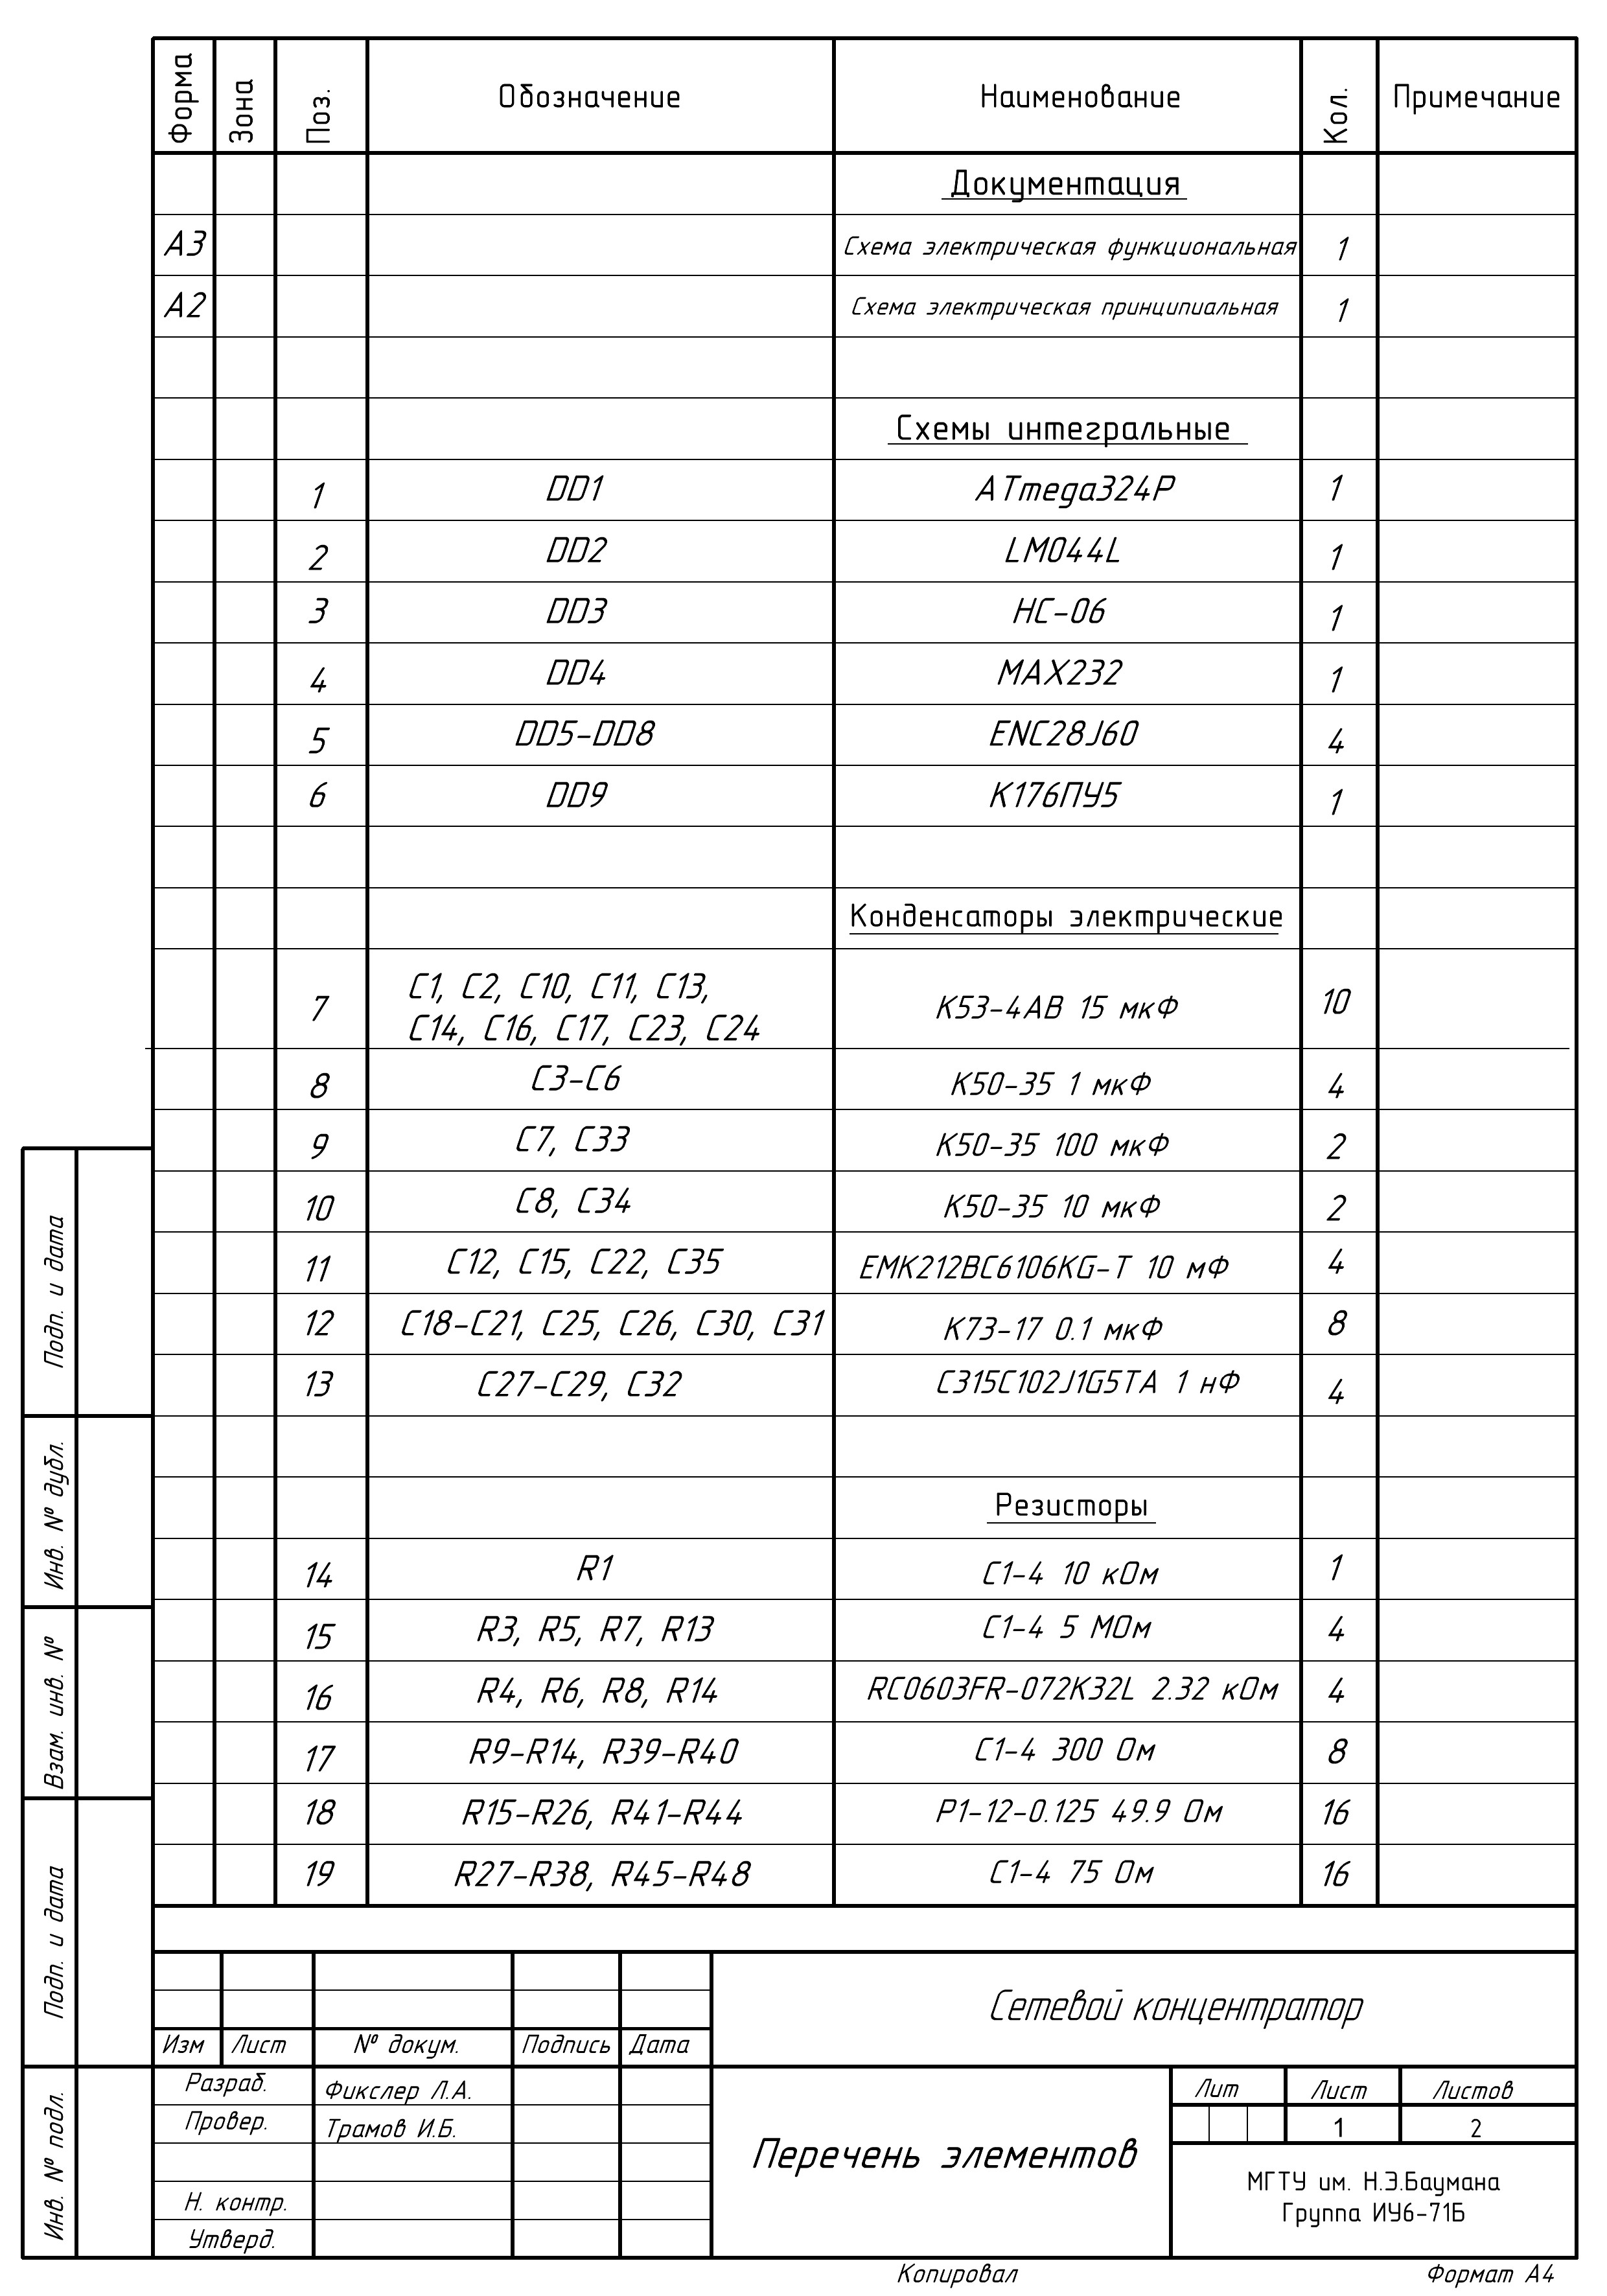 Форма Зона Поз. Обозначение Наименование Кол. Примечание
Документация
А3 Схема электрическая функциональная 1
А2 Схема электрическая принципиальная 1
Схемы интегральные
1 DD1 ATmega324P 1
2 DD2 LM044L 1
3 DD3 HC-06 1
4 DD4 MAX232 1
5 DD5-DD8 ENC28J60 4
6 DD9 К176ПУ5 1
Конденсаторы электрические
C1, C2, C10, C11, C13,
7 К53-4АВ 15 мкФ 10
C14, C16, C17, C23, C24
8 C3-C6 К50-35 1 мкФ 4
9 C7, C33 К50-35 100 мкФ 2
10 C8, C34 К50-35 10 мкФ 2
11 C12, C15, C22, C35 EMK212BC6106KG-T 10 мФ 4
12 C18-C21, C25, C26, C30, C31 К73-17 0.1 мкФ 8
13 C27-C29, C32 C315C102J1G5TA 1 нФ 4
Резисторы
14 R1 С1-4 10 кОм 1
15 R3, R5, R7, R13 С1-4 5 МОм 4
16 R4, R6, R8, R14 RC0603FR-072K32L 2.32 кОм 4
17 R9-R14, R39-R40 С1-4 300 Ом 8
18 R15-R26, R41-R44 Р1-12-0.125 49.9 Ом 16
19 R27-R38, R45-R48 С1-4 75 Ом 16
Подп. и дата
Инв. № дубл.
Взам. инв. №
Подп. и дата
Инв. № подл.
Сетевой концентратор
Изм Лист № докум. Подпись Дата
Разраб. Фикслер Л.А.
Провер. Трамов И.Б.
Н. контр.
Утверд.
Перечень элементов
Лит Лист Листов
1 2
МГТУ им. Н.Э.Баумана
Группа ИУ6-71Б
Копировал Формат А4